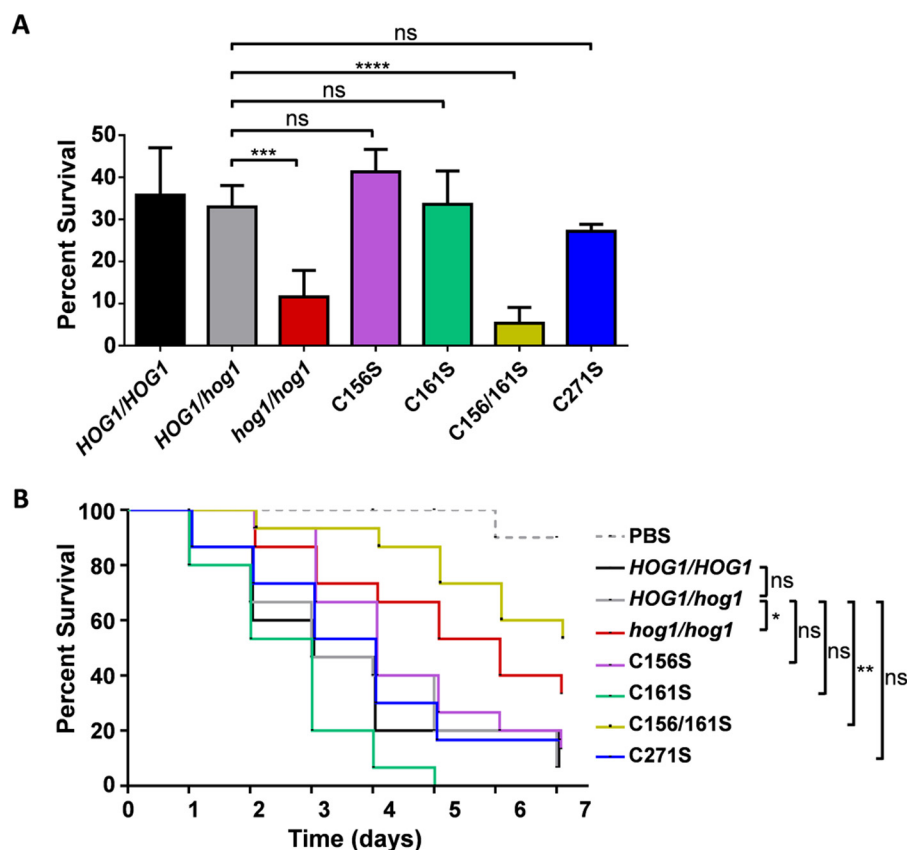 A
ns
****
ns
ns
***
Percent Survival
50
40
30
20
10
0
HOG1/HOG1
HOG1/hog1
hog1/hog1
C156S
C161S
C156/161S
C271S
B
Percent Survival
100
80
60
40
20
0
0 1 2 3 4 5 6 7
Time (days)
PBS
HOG1/HOG1
HOG1/hog1
hog1/hog1
C156S
C161S
C156/161S
C271S
ns
*
ns
ns
**
ns